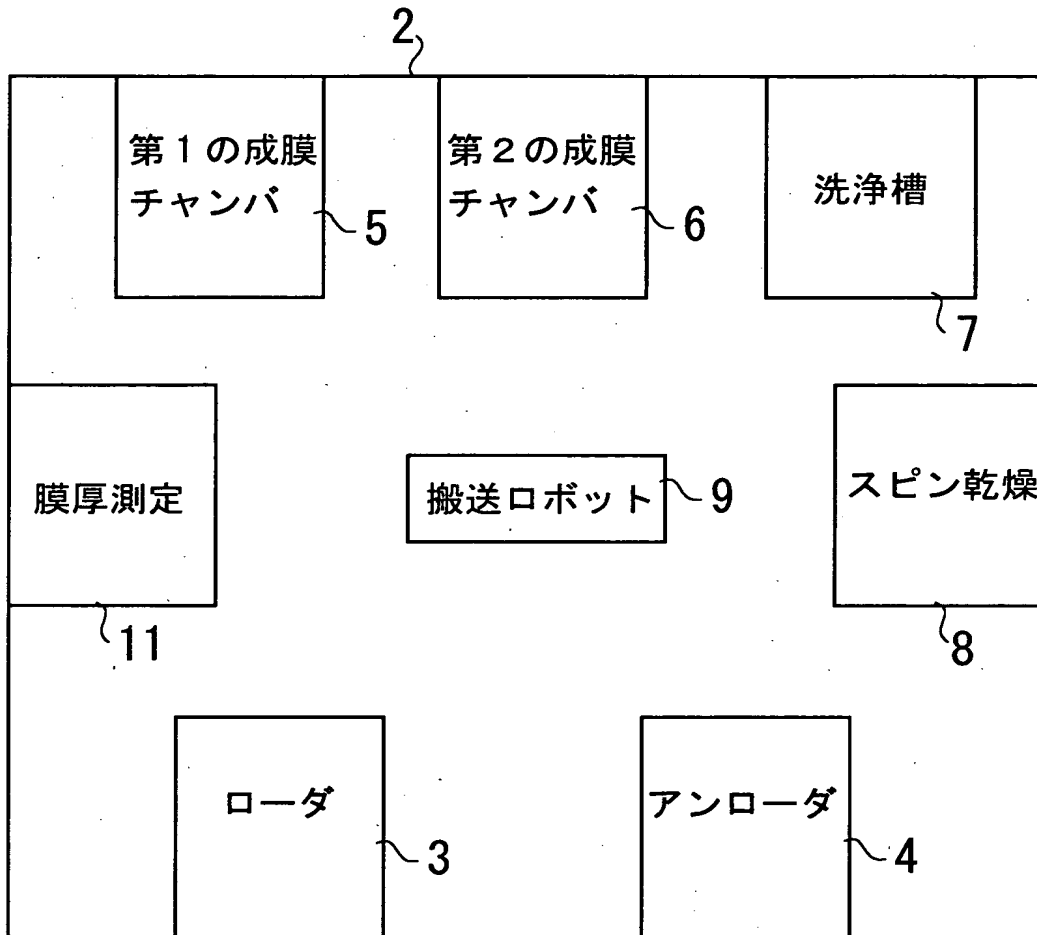 2
第１の成膜
チャンバ
5
第２の成膜
チャンバ
6
洗浄槽
7
膜厚測定
11
搬送ロボット
9
スピン乾燥
8
ローダ
3
アンローダ
4